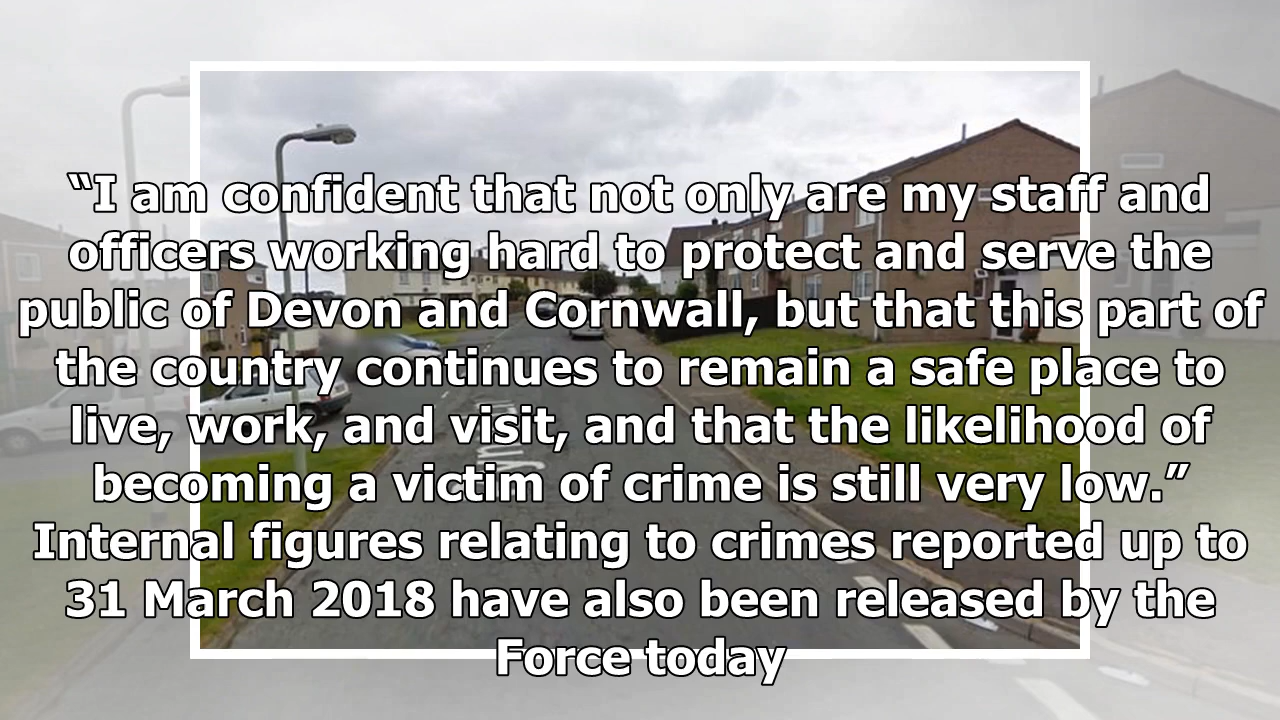 “I am confident that not only are my staff and
officers working hard to protect and serve the
public of Devon and Cornwall, but that this part of
the country continues to remain a safe place to
live, work, and visit, and that the likelihood of
becoming a victim of crime is still very low.”
Internal figures relating to crimes reported up to
31 March 2018 have also been released by the
Force today